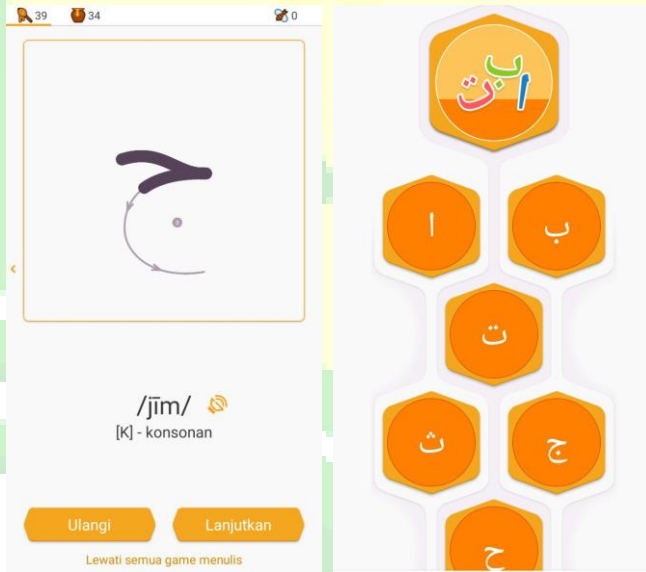 39 34 0
ج
/jīm/
[K] - konsonan
Ulangi Lanjutkan
Lewati semua game menulis
ا ب ت
ا ب
ت
ث ج
ح